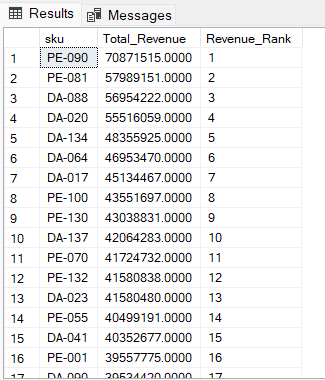 Results Messages
sku Total_Revenue Revenue_Rank
1 PE-090 70871515.0000 1
2 PE-081 57989151.0000 2
3 DA-088 56954222.0000 3
4 DA-020 55516059.0000 4
5 DA-134 48355925.0000 5
6 DA-064 46953470.0000 6
7 DA-017 45134467.0000 7
8 PE-100 43551697.0000 8
9 PE-130 43038831.0000 9
10 DA-137 42064283.0000 10
11 PE-070 41724732.0000 11
12 PE-132 41580838.0000 12
13 DA-023 41580480.0000 13
14 PE-055 40499191.0000 14
15 DA-041 40352677.0000 15
16 PE-001 39557775.0000 16
17 DA-090 39534420.0000 17